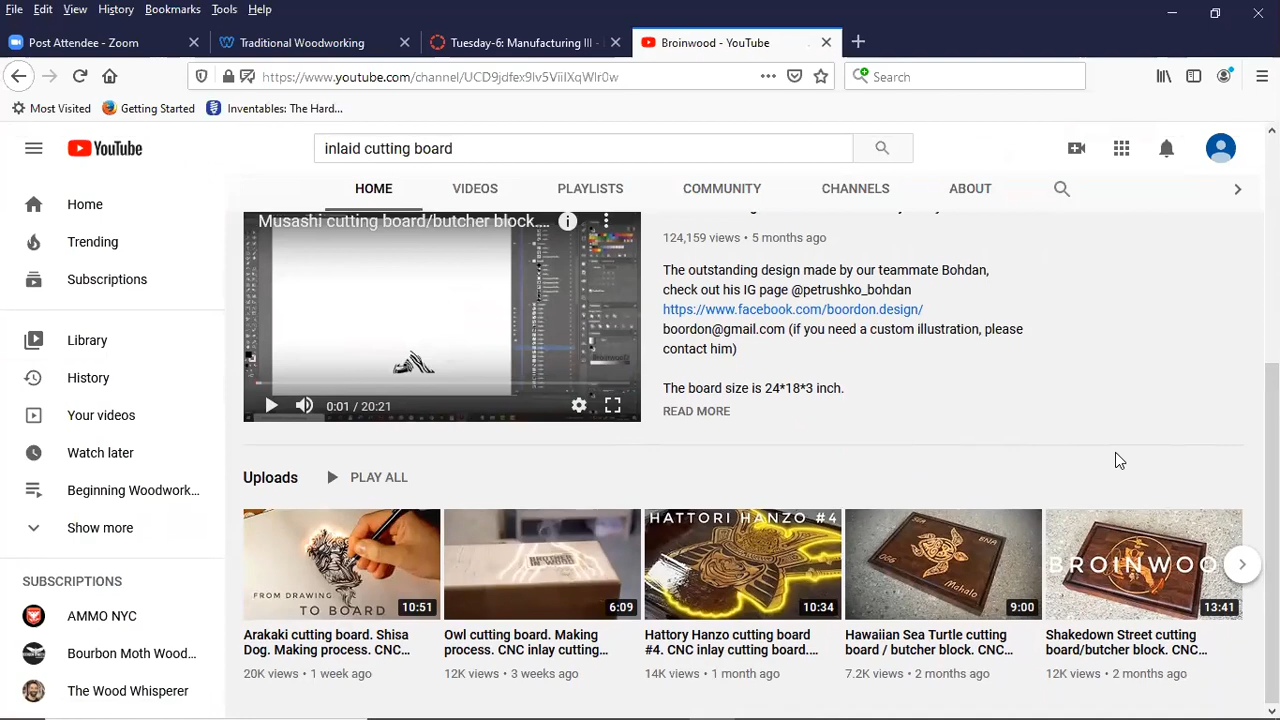 File Edit View History Bookmarks Tools Help
Post Attendee - Zoom
Traditional Woodworking
Tuesday-6: Manufacturing III -
Broinwood - YouTube
https://www.youtube.com/channel/UCD9jdfex9lv5ViiIXqWlr0w
Search
Most Visited
Getting Started
Inventables: The Hard...
YouTube
inlaid cutting board
HOME VIDEOS PLAYLISTS COMMUNITY CHANNELS ABOUT
Home
Trending
Subscriptions
Library
History
Your videos
Watch later
Beginning Woodwork...
Show more
SUBSCRIPTIONS
AMMO NYC
Bourbon Moth Wood...
The Wood Whisperer
Musashi cutting board/butcher block....
0:01 / 20:21
124,159 views • 5 months ago
The outstanding design made by our teammate Bohdan,
check out his IG page @petrushko_bohdan
https://www.facebook.com/boordon.design/
boordon@gmail.com (if you need a custom illustration, please
contact him)
The board size is 24*18*3 inch.
READ MORE
Uploads PLAY ALL
FROM DRAWING
TO BOARD
10:51
Arakaki cutting board. Shisa
Dog. Making process. CNC...
20K views • 1 week ago
BROTHER
OF WOOD
6:09
Owl cutting board. Making
process. CNC inlay cutting...
12K views • 3 weeks ago
HATTORI HANZO #4
10:34
Hattory Hanzo cutting board
#4. CNC inlay cutting board....
14K views • 1 month ago
Mahalo
9:00
Hawaiian Sea Turtle cutting
board / butcher block. CNC...
7.2K views • 2 months ago
BROINWOO
13:41
Shakedown Street cutting
board/butcher block. CNC...
12K views • 2 months ago